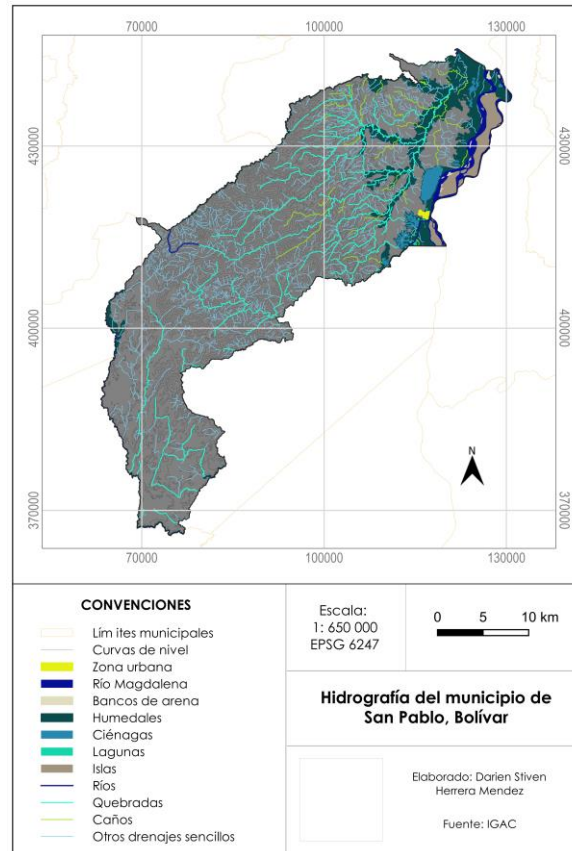 70000 100000 130000
430000 430000
400000 400000
N
370000 370000
70000 100000 130000
CONVENCIONES
Lím ites municipales
Curvas de nivel
Zona urbana
Río Magdalena
Bancos de arena
Humedales
Ciénagas
Lagunas
Islas
Ríos
Quebradas
Caños
Otros drenajes sencillos
Escala:
1: 650 000
EPSG 6247
0 5 10 km
Hidrografía del municipio de
San Pablo, Bolívar
Elaborado: Darien Stiven
Herrera Mendez
Fuente: IGAC